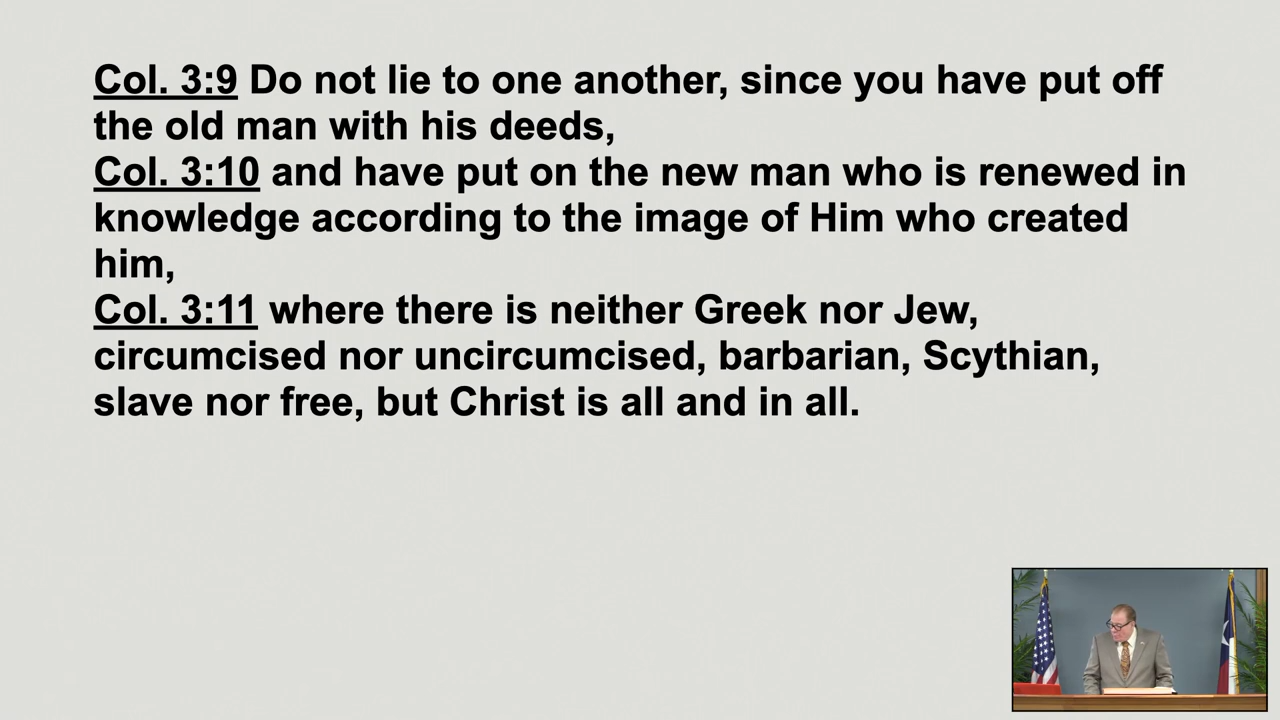 Col. 3:9 Do not lie to one another, since you have put off
the old man with his deeds,
Col. 3:10 and have put on the new man who is renewed in
knowledge according to the image of Him who created
him,
Col. 3:11 where there is neither Greek nor Jew,
circumcised nor uncircumcised, barbarian, Scythian,
slave nor free, but Christ is all and in all.